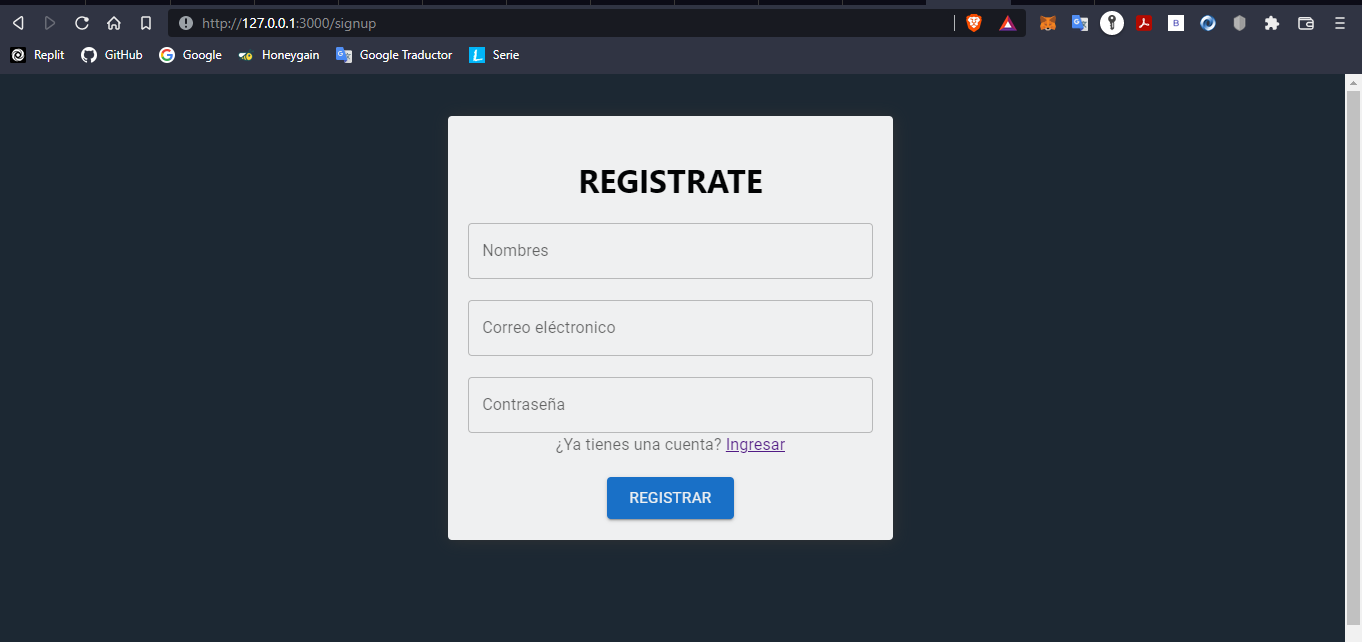 http://127.0.0.1:3000/signup
Replit GitHub Google Honeygain Google Traductor Serie
REGISTRATE
Nombres
Correo eléctronico
Contraseña
¿Ya tienes una cuenta? Ingresar
REGISTRAR